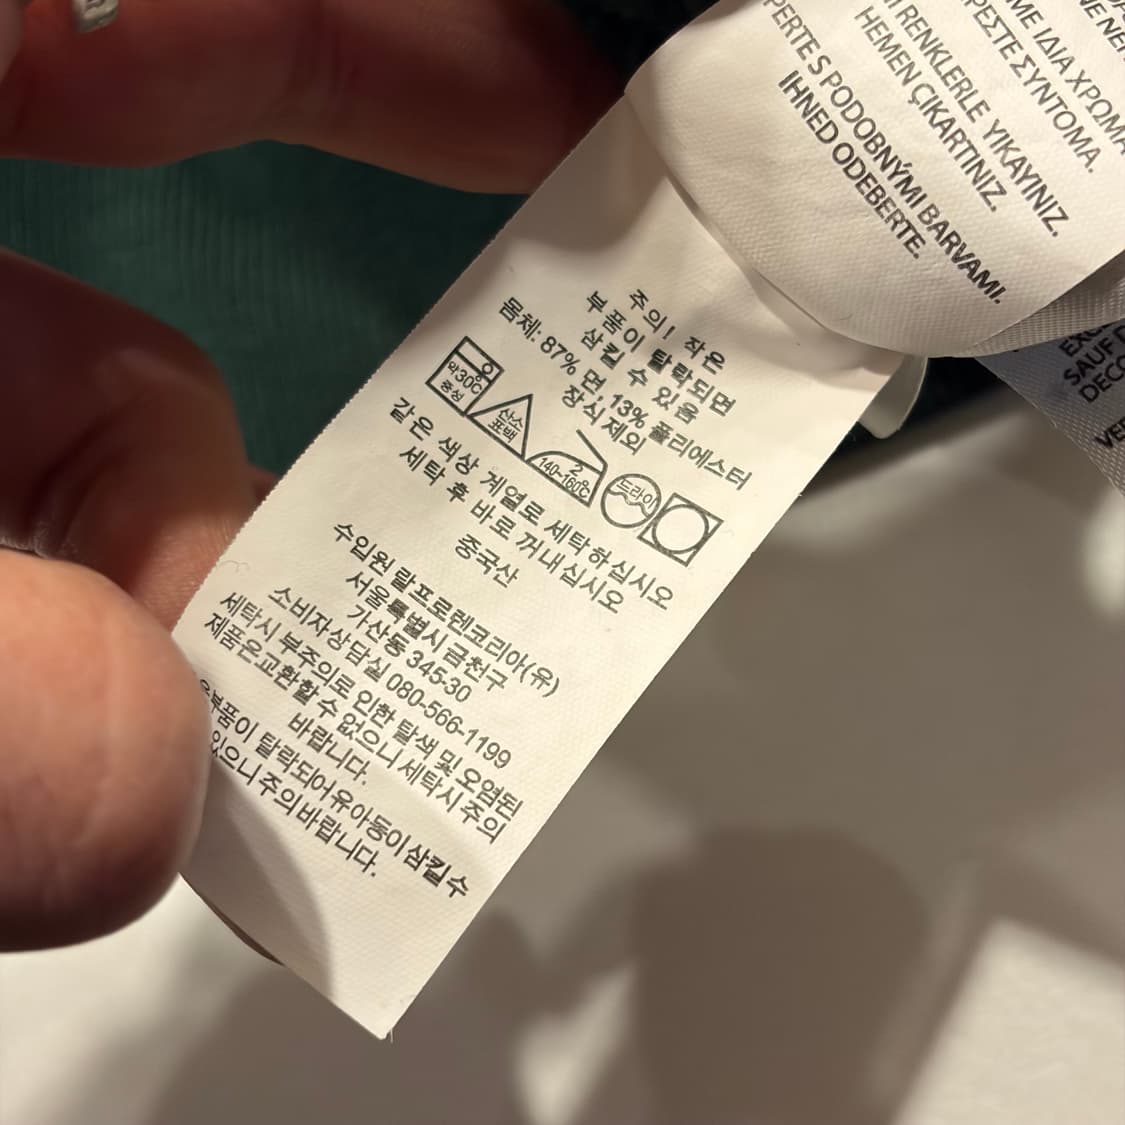 ΜΕ ΙΔΙΑ ΧΡΩΜΑ
ΣΥΝΤΟΜΑ.
RENKLERLE YIKAYINIZ.
HEMEN ÇIKARTINIZ.
PERTE S PODOBNÝMI BARVAMI.
IHNED ODEBERTE.
SAUF
주의! 작은
부품이 탈락되면
삼킬 수 있음
몸체: 87% 면, 13% 폴리에스터
장식제외
약30℃
중성
산소
표백
2
140~160℃
드라이
같은 색상 계열로 세탁하십시오
세탁 후 바로 꺼내십시오
중국산
수입원 랄프로렌코리아(유)
서울특별시 금천구
가산동 345-30
소비자상담실 080-566-1199
세탁시 부주의로 인한 탈색 및 오염된
제품은교환할수없으니세탁시주의
바랍니다.
은부품이 탈락되어유아동이삼킬수
있으니주의바랍니다.